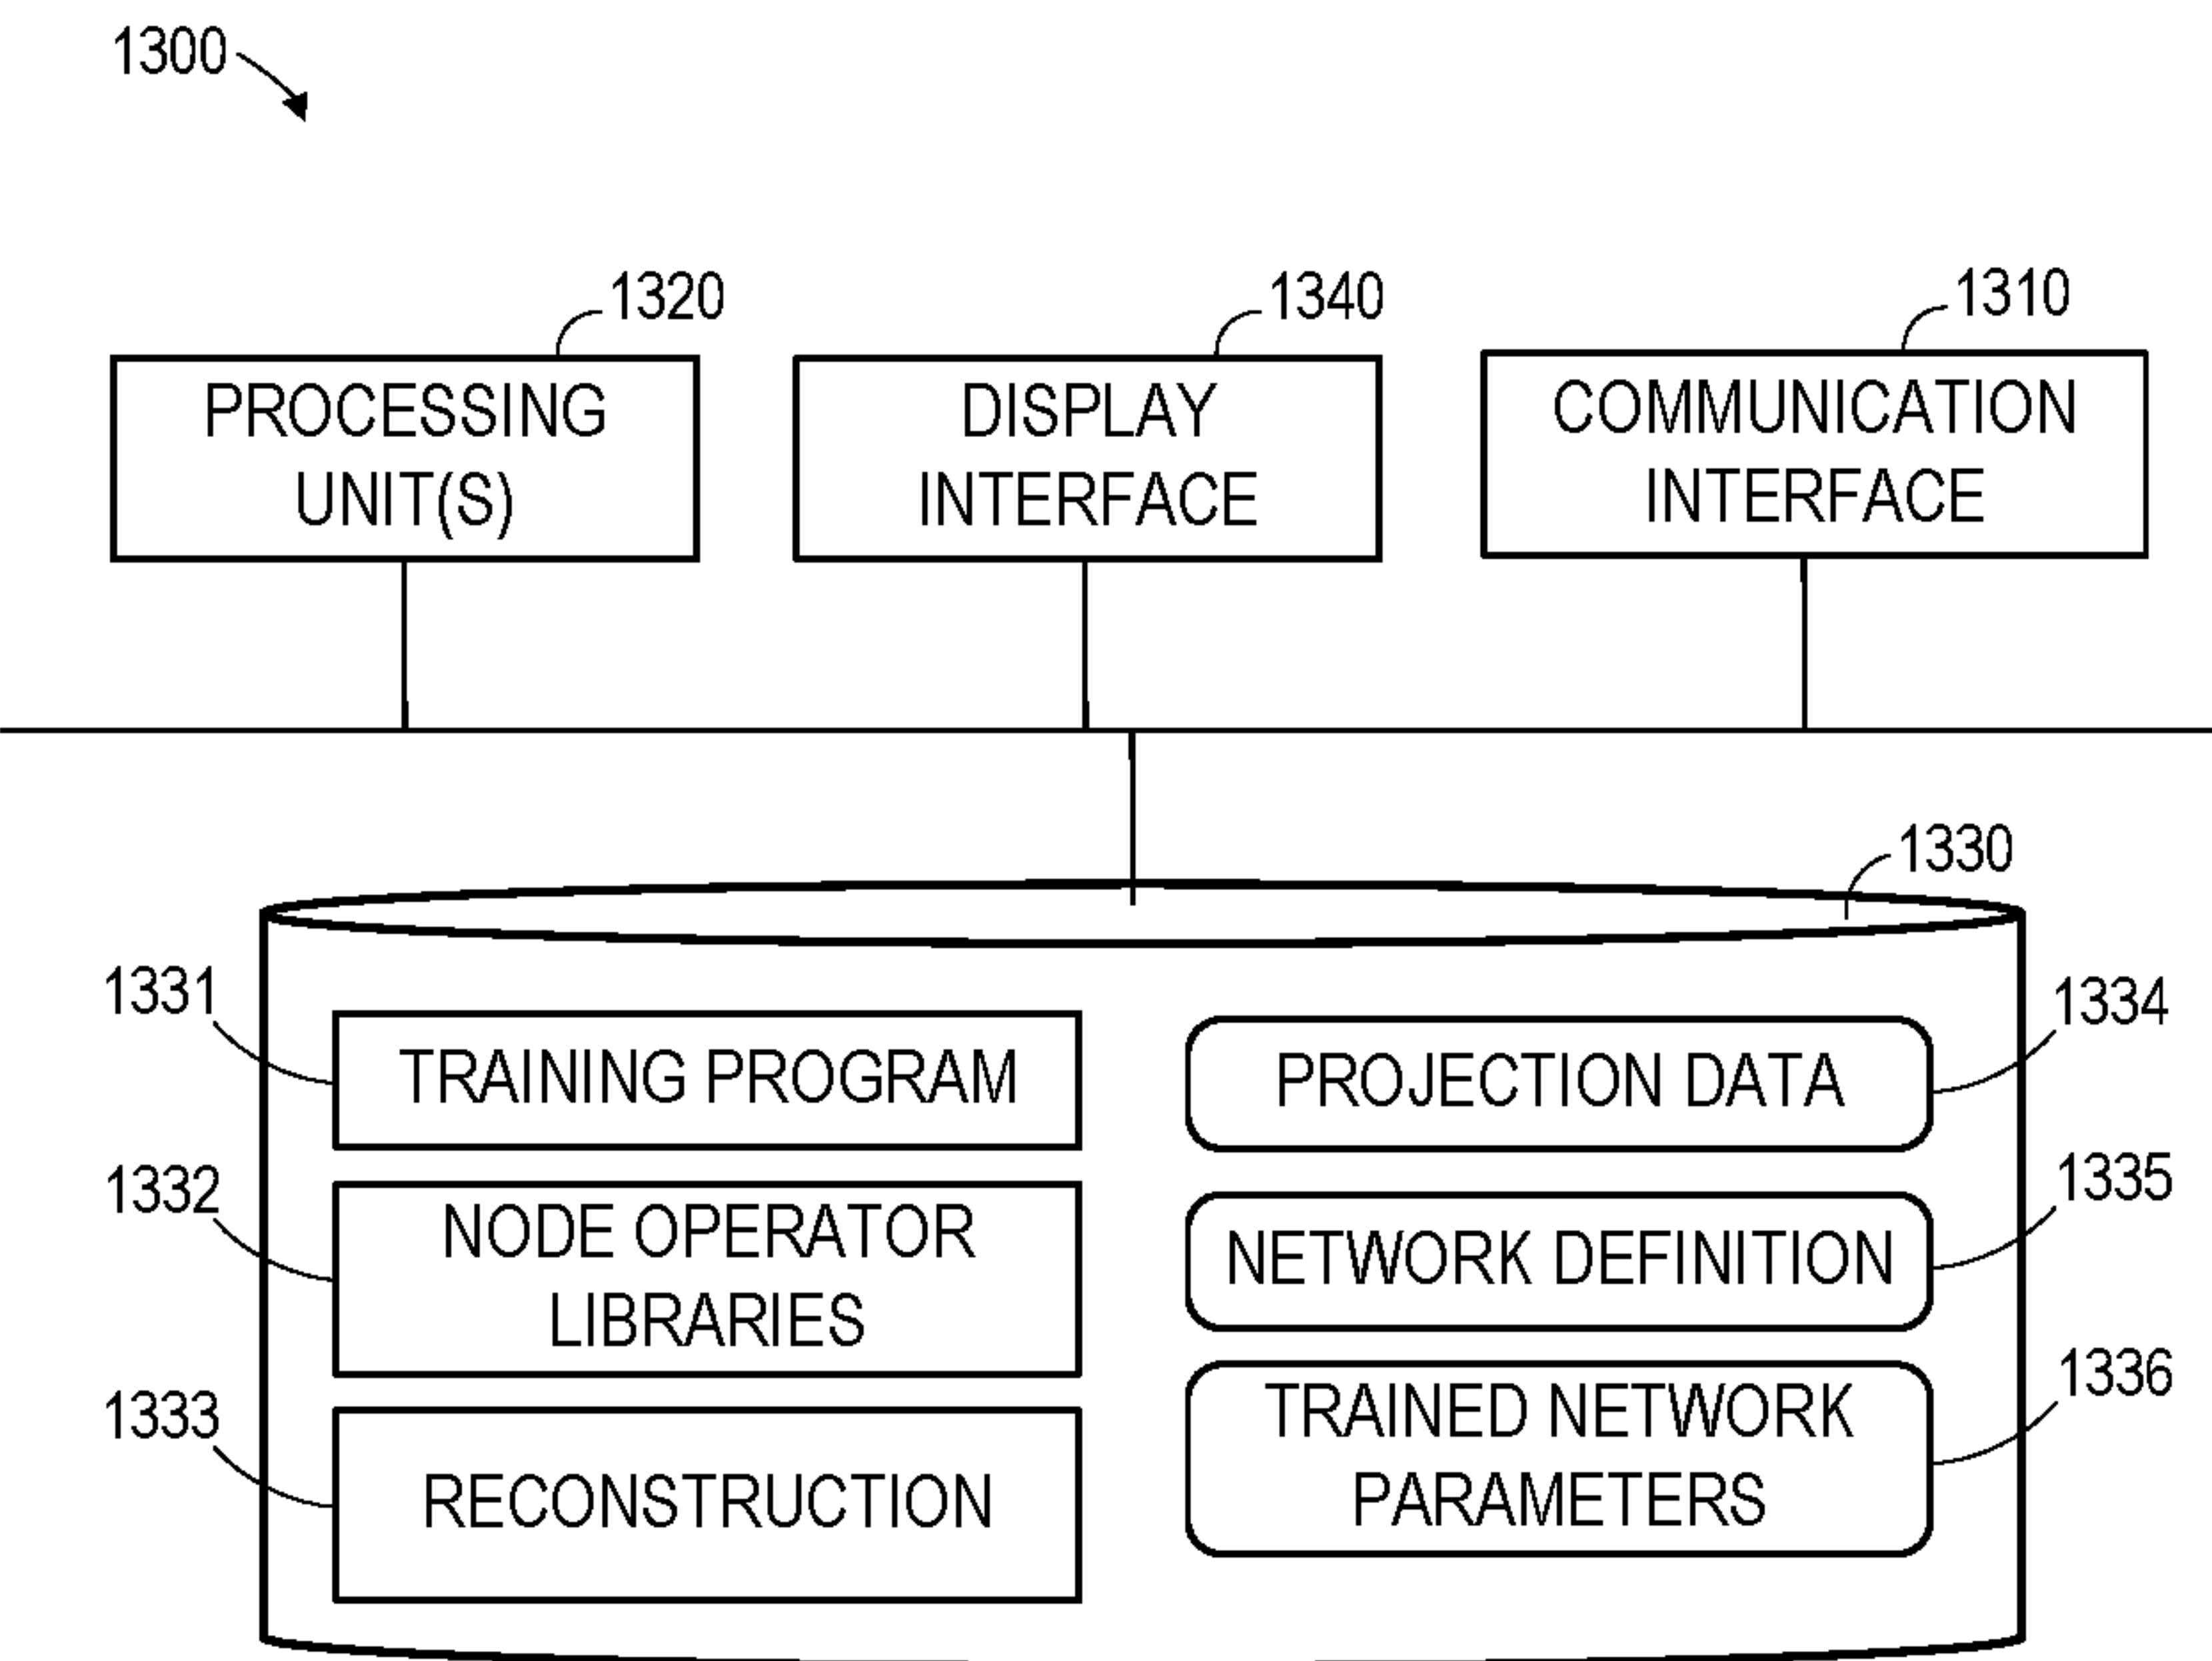 1300
1320
1340
1310
PROCESSING
UNIT(S)
DISPLAY
INTERFACE
COMMUNICATION
INTERFACE
1330
1331
TRAINING PROGRAM
1334
PROJECTION DATA
1332
NODE OPERATOR
LIBRARIES
1335
NETWORK DEFINITION
1333
RECONSTRUCTION
1336
TRAINED NETWORK
PARAMETERS